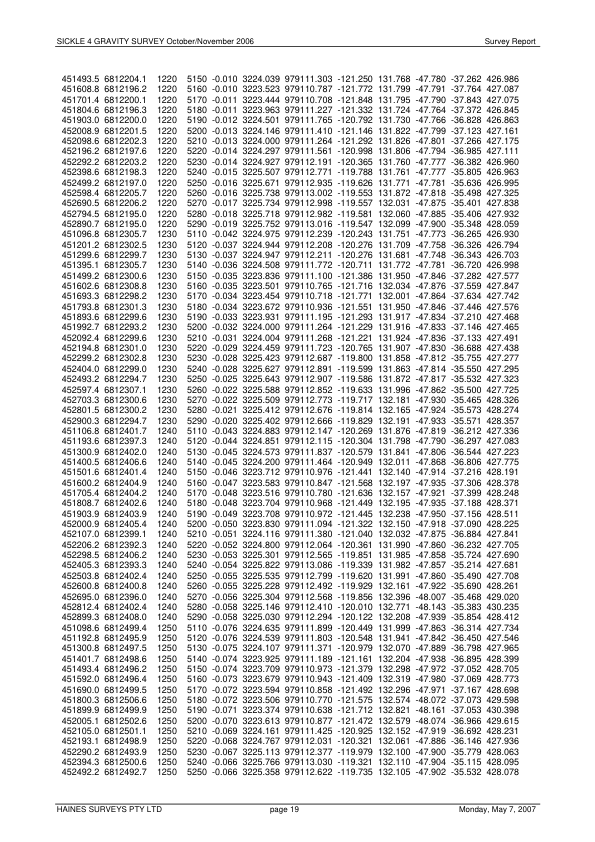 SICKLE 4 GRAVITY SURVEY October/November 2006 Survey Report
451493.5 6812204.1 1220 5150 -0.010 3224.039 979111.303 -121.250 131.768 -47.780 -37.262 426.986
451608.8 6812196.2 1220 5160 -0.010 3223.523 979110.787 -121.772 131.799 -47.791 -37.764 427.087
451701.4 6812200.1 1220 5170 -0.011 3223.444 979110.708 -121.848 131.795 -47.790 -37.843 427.075
451804.6 6812196.3 1220 5180 -0.011 3223.963 979111.227 -121.332 131.724 -47.764 -37.372 426.845
451903.0 6812200.0 1220 5190 -0.012 3224.501 979111.765 -120.792 131.730 -47.766 -36.828 426.863
452008.9 6812201.5 1220 5200 -0.013 3224.146 979111.410 -121.146 131.822 -47.799 -37.123 427.161
452098.6 6812202.3 1220 5210 -0.013 3224.000 979111.264 -121.292 131.826 -47.801 -37.266 427.175
452196.2 6812197.6 1220 5220 -0.014 3224.297 979111.561 -120.998 131.806 -47.794 -36.985 427.111
452292.2 6812203.2 1220 5230 -0.014 3224.927 979112.191 -120.365 131.760 -47.777 -36.382 426.960
452398.6 6812198.3 1220 5240 -0.015 3225.507 979112.771 -119.788 131.761 -47.777 -35.805 426.963
452499.2 6812197.0 1220 5250 -0.016 3225.671 979112.935 -119.626 131.771 -47.781 -35.636 426.995
452598.4 6812205.7 1220 5260 -0.016 3225.738 979113.002 -119.553 131.872 -47.818 -35.498 427.325
452690.5 6812206.2 1220 5270 -0.017 3225.734 979112.998 -119.557 132.031 -47.875 -35.401 427.838
452794.5 6812195.0 1220 5280 -0.018 3225.718 979112.982 -119.581 132.060 -47.885 -35.406 427.932
452890.7 6812195.0 1220 5290 -0.019 3225.752 979113.016 -119.547 132.099 -47.900 -35.348 428.059
451096.8 6812305.7 1230 5110 -0.042 3224.975 979112.239 -120.243 131.751 -47.773 -36.265 426.930
451201.2 6812302.5 1230 5120 -0.037 3224.944 979112.208 -120.276 131.709 -47.758 -36.326 426.794
451299.6 6812299.7 1230 5130 -0.037 3224.947 979112.211 -120.276 131.681 -47.748 -36.343 426.703
451395.1 6812305.7 1230 5140 -0.036 3224.508 979111.772 -120.711 131.772 -47.781 -36.720 426.998
451499.2 6812300.6 1230 5150 -0.035 3223.836 979111.100 -121.386 131.950 -47.846 -37.282 427.577
451602.6 6812308.8 1230 5160 -0.035 3223.501 979110.765 -121.716 132.034 -47.876 -37.559 427.847
451693.3 6812298.2 1230 5170 -0.034 3223.454 979110.718 -121.771 132.001 -47.864 -37.634 427.742
451793.8 6812301.3 1230 5180 -0.034 3223.672 979110.936 -121.551 131.950 -47.846 -37.446 427.576
451893.6 6812299.6 1230 5190 -0.033 3223.931 979111.195 -121.293 131.917 -47.834 -37.210 427.468
451992.7 6812293.2 1230 5200 -0.032 3224.000 979111.264 -121.229 131.916 -47.833 -37.146 427.465
452092.4 6812299.6 1230 5210 -0.031 3224.004 979111.268 -121.221 131.924 -47.836 -37.133 427.491
452194.8 6812301.0 1230 5220 -0.029 3224.459 979111.723 -120.765 131.907 -47.830 -36.688 427.438
452299.2 6812302.8 1230 5230 -0.028 3225.423 979112.687 -119.800 131.858 -47.812 -35.755 427.277
452404.0 6812299.0 1230 5240 -0.028 3225.627 979112.891 -119.599 131.863 -47.814 -35.550 427.295
452493.2 6812294.7 1230 5250 -0.025 3225.643 979112.907 -119.586 131.872 -47.817 -35.532 427.323
452597.4 6812307.1 1230 5260 -0.022 3225.588 979112.852 -119.633 131.996 -47.862 -35.500 427.725
452703.3 6812300.6 1230 5270 -0.022 3225.509 979112.773 -119.717 132.181 -47.930 -35.465 428.326
452801.5 6812300.2 1230 5280 -0.021 3225.412 979112.676 -119.814 132.165 -47.924 -35.573 428.274
452900.3 6812294.7 1230 5290 -0.020 3225.402 979112.666 -119.829 132.191 -47.933 -35.571 428.357
451106.8 6812401.7 1240 5110 -0.043 3224.883 979112.147 -120.269 131.876 -47.819 -36.212 427.336
451193.6 6812397.3 1240 5120 -0.044 3224.851 979112.115 -120.304 131.798 -47.790 -36.297 427.083
451300.9 6812402.0 1240 5130 -0.045 3224.573 979111.837 -120.579 131.841 -47.806 -36.544 427.223
451400.5 6812406.6 1240 5140 -0.045 3224.200 979111.464 -120.949 132.011 -47.868 -36.806 427.775
451501.6 6812401.4 1240 5150 -0.046 3223.712 979110.976 -121.441 132.140 -47.914 -37.216 428.191
451600.2 6812404.9 1240 5160 -0.047 3223.583 979110.847 -121.568 132.197 -47.935 -37.306 428.378
451705.4 6812404.2 1240 5170 -0.048 3223.516 979110.780 -121.636 132.157 -47.921 -37.399 428.248
451808.7 6812402.6 1240 5180 -0.048 3223.704 979110.968 -121.449 132.195 -47.935 -37.188 428.371
451903.9 6812403.9 1240 5190 -0.049 3223.708 979110.972 -121.445 132.238 -47.950 -37.156 428.511
452000.9 6812405.4 1240 5200 -0.050 3223.830 979111.094 -121.322 132.150 -47.918 -37.090 428.225
452107.0 6812399.1 1240 5210 -0.051 3224.116 979111.380 -121.040 132.032 -47.875 -36.884 427.841
452206.2 6812392.3 1240 5220 -0.052 3224.800 979112.064 -120.361 131.990 -47.860 -36.232 427.705
452298.5 6812406.2 1240 5230 -0.053 3225.301 979112.565 -119.851 131.985 -47.858 -35.724 427.690
452405.3 6812393.3 1240 5240 -0.054 3225.822 979113.086 -119.339 131.982 -47.857 -35.214 427.681
452503.8 6812402.4 1240 5250 -0.055 3225.535 979112.799 -119.620 131.991 -47.860 -35.490 427.708
452600.8 6812400.8 1240 5260 -0.055 3225.228 979112.492 -119.929 132.161 -47.922 -35.690 428.261
452695.0 6812396.0 1240 5270 -0.056 3225.304 979112.568 -119.856 132.396 -48.007 -35.468 429.020
452812.4 6812402.4 1240 5280 -0.058 3225.146 979112.410 -120.010 132.771 -48.143 -35.383 430.235
452899.3 6812408.0 1240 5290 -0.058 3225.030 979112.294 -120.122 132.208 -47.939 -35.854 428.412
451098.6 6812499.4 1250 5110 -0.076 3224.635 979111.899 -120.449 131.999 -47.863 -36.314 427.734
451192.8 6812495.9 1250 5120 -0.076 3224.539 979111.803 -120.548 131.941 -47.842 -36.450 427.546
451300.8 6812497.5 1250 5130 -0.075 3224.107 979111.371 -120.979 132.070 -47.889 -36.798 427.965
451401.7 6812498.6 1250 5140 -0.074 3223.925 979111.189 -121.161 132.204 -47.938 -36.895 428.399
451493.4 6812496.2 1250 5150 -0.074 3223.709 979110.973 -121.379 132.298 -47.972 -37.052 428.705
451592.0 6812496.4 1250 5160 -0.073 3223.679 979110.943 -121.409 132.319 -47.980 -37.069 428.773
451690.0 6812499.5 1250 5170 -0.072 3223.594 979110.858 -121.492 132.296 -47.971 -37.167 428.698
451800.3 6812506.6 1250 5180 -0.072 3223.506 979110.770 -121.575 132.574 -48.072 -37.073 429.598
451899.9 6812499.9 1250 5190 -0.071 3223.374 979110.638 -121.712 132.821 -48.161 -37.053 430.398
452005.1 6812502.6 1250 5200 -0.070 3223.613 979110.877 -121.472 132.579 -48.074 -36.966 429.615
452105.0 6812501.1 1250 5210 -0.069 3224.161 979111.425 -120.925 132.152 -47.919 -36.692 428.231
452193.1 6812498.9 1250 5220 -0.068 3224.767 979112.031 -120.321 132.061 -47.886 -36.146 427.936
452290.2 6812493.9 1250 5230 -0.067 3225.113 979112.377 -119.979 132.100 -47.900 -35.779 428.063
452394.3 6812500.6 1250 5240 -0.066 3225.766 979113.030 -119.321 132.110 -47.904 -35.115 428.095
452492.2 6812492.7 1250 5250 -0.066 3225.358 979112.622 -119.735 132.105 -47.902 -35.532 428.078
HAINES SURVEYS PTY LTD page 19 Monday, May 7, 2007